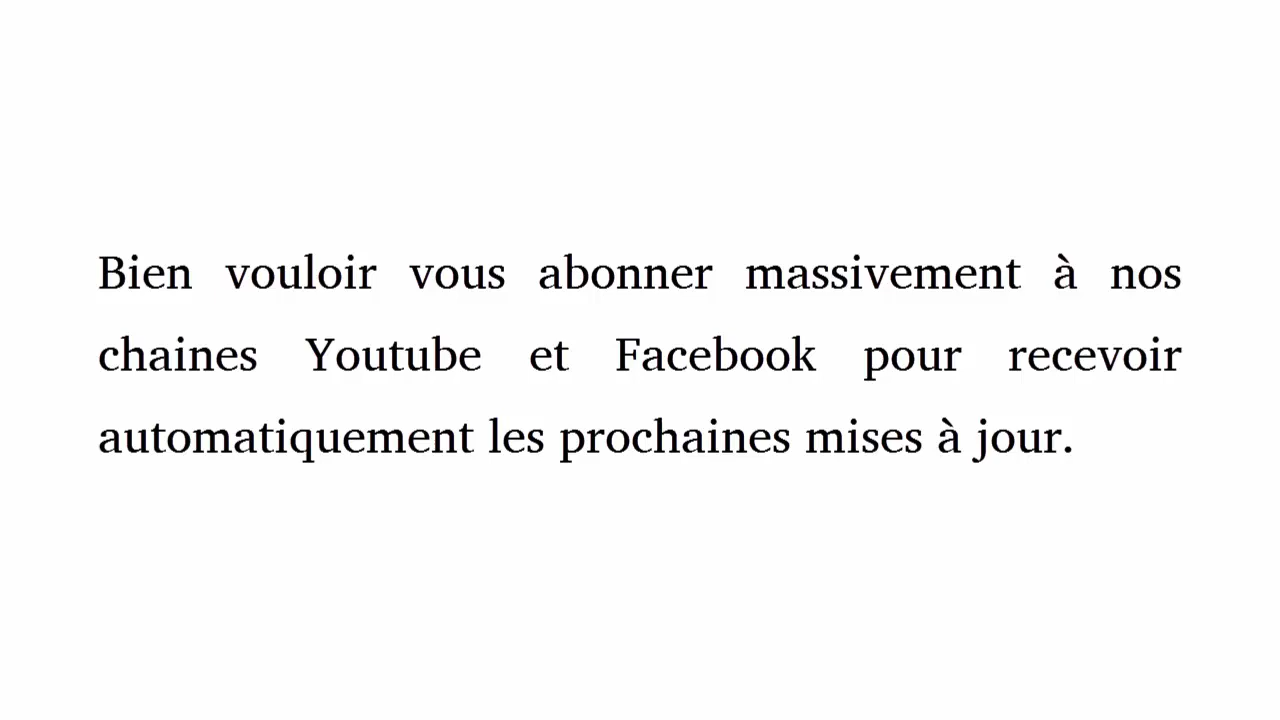 Bien vouloir vous abonner massivement à nos
chaines Youtube et Facebook pour recevoir
automatiquement les prochaines mises à jour.